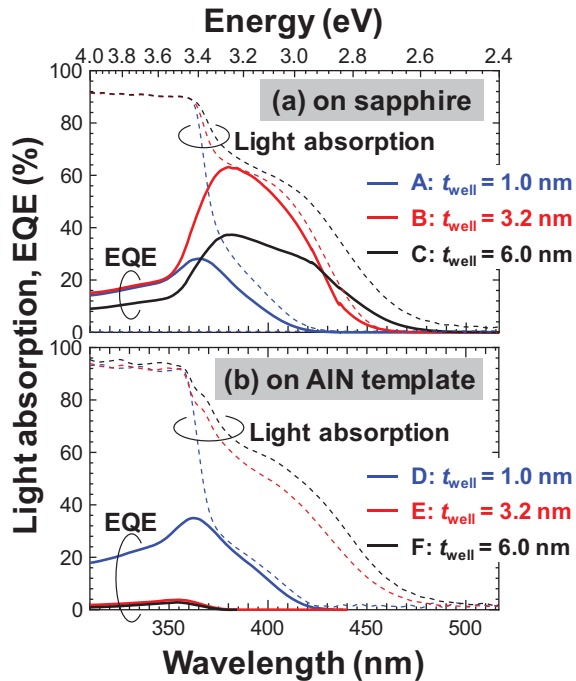 Energy (eV)
4.0 3.8 3.6 3.4 3.2 3.0 2.8 2.6 2.4
Light absorption, EQE (%)
100
80
60
40
20
0
(a) on sapphire
Light absorption
A: twell = 1.0 nm
B: twell = 3.2 nm
C: twell = 6.0 nm
EQE
100
80
60
40
20
0
(b) on AlN template
Light absorption
D: twell = 1.0 nm
E: twell = 3.2 nm
F: twell = 6.0 nm
EQE
350 400 450 500
Wavelength (nm)